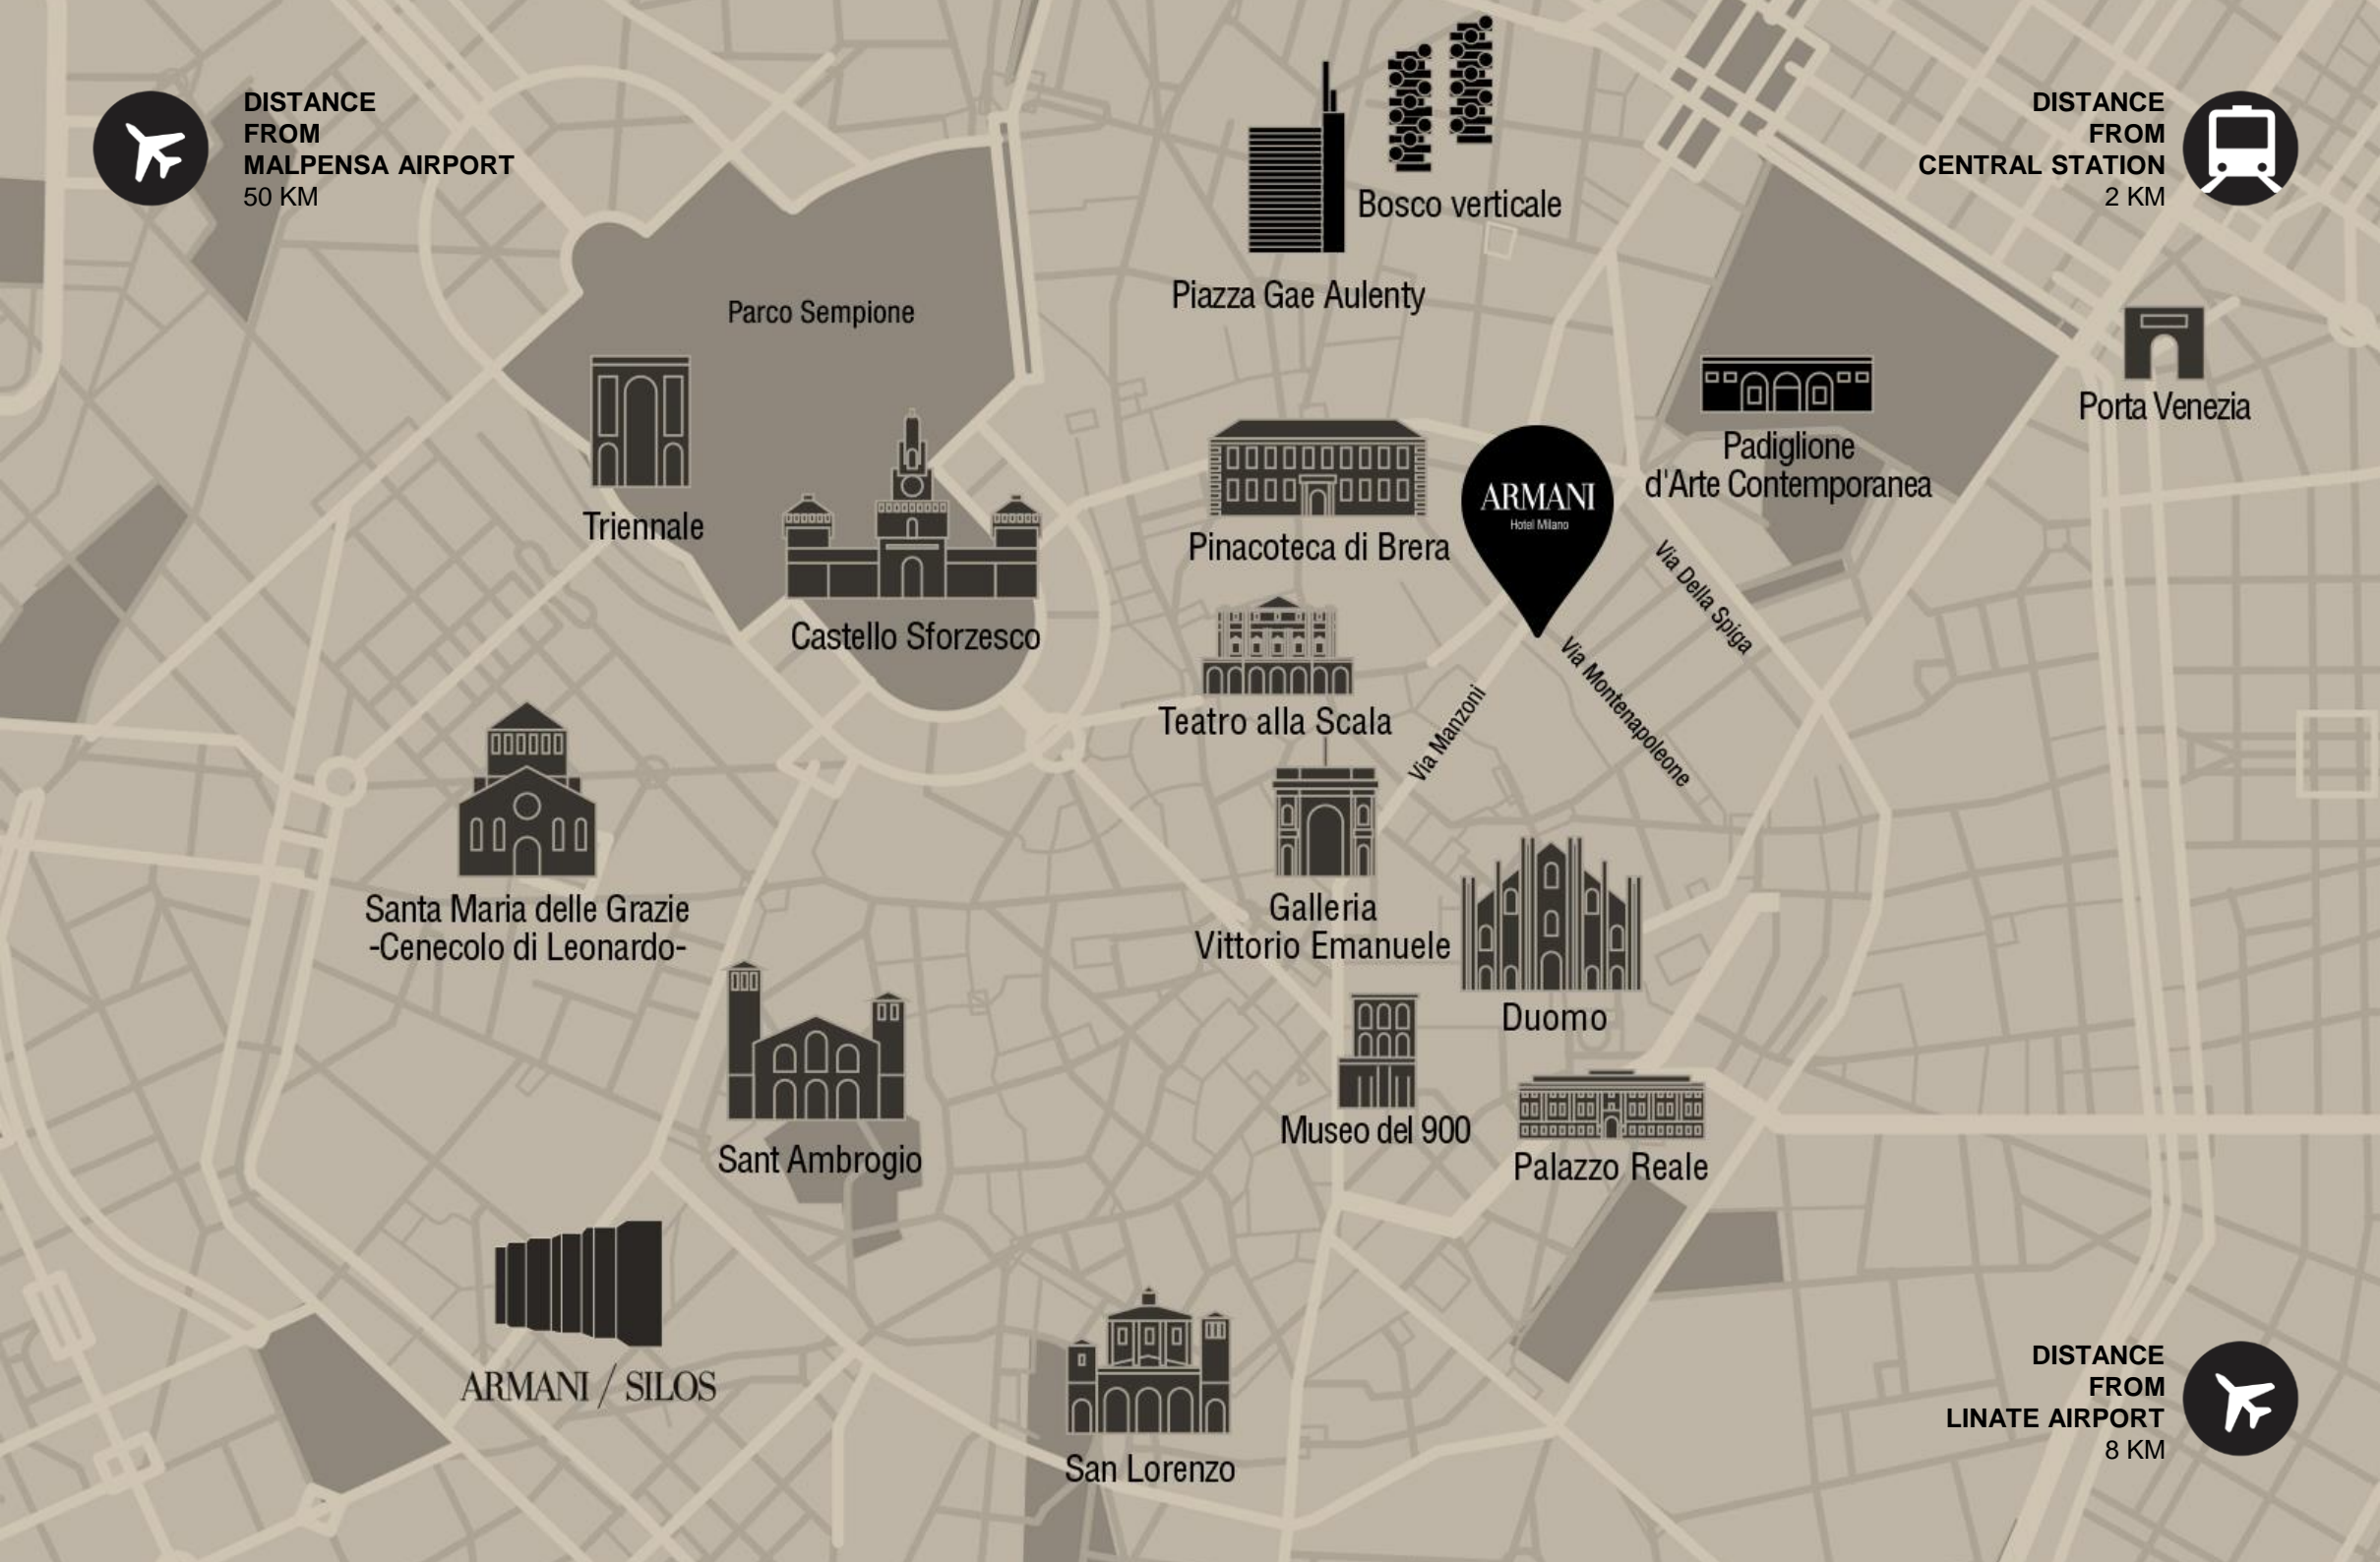 DISTANCE
FROM
MALPENSA AIRPORT
50 KM
DISTANCE
FROM
CENTRAL STATION
2 KM
Bosco verticale
Piazza Gae Aulenty
Parco Sempione
Porta Venezia
Padiglione
d'Arte Contemporanea
ARMANI
Hotel Milano
Triennale
Pinacoteca di Brera
Castello Sforzesco
Via Della Spiga
Via Montenapoleone
Teatro alla Scala
Via Manzoni
Santa Maria delle Grazie
-Cenecolo di Leonardo-
Galleria
Vittorio Emanuele
Duomo
Museo del 900
Sant Ambrogio
Palazzo Reale
ARMANI / SILOS
San Lorenzo
DISTANCE
FROM
LINATE AIRPORT
8 KM